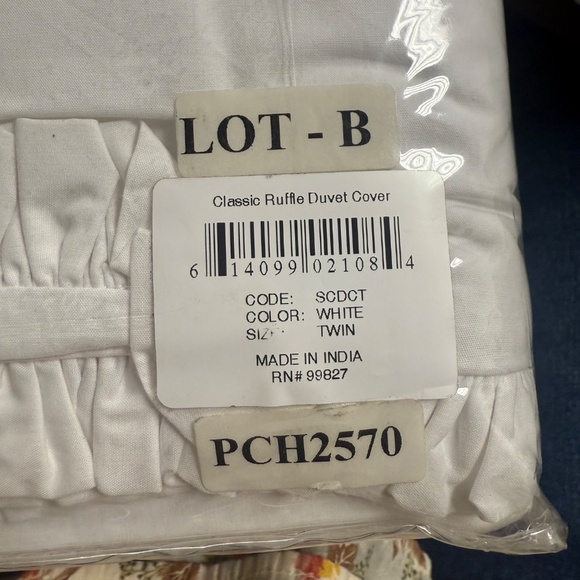 LOT - B
Classic Ruffle Duvet Cover
6 14099 02108 4
CODE: SCDCT
COLOR: WHITE
SIZE: TWIN
MADE IN INDIA
RN# 99827
PCH2570